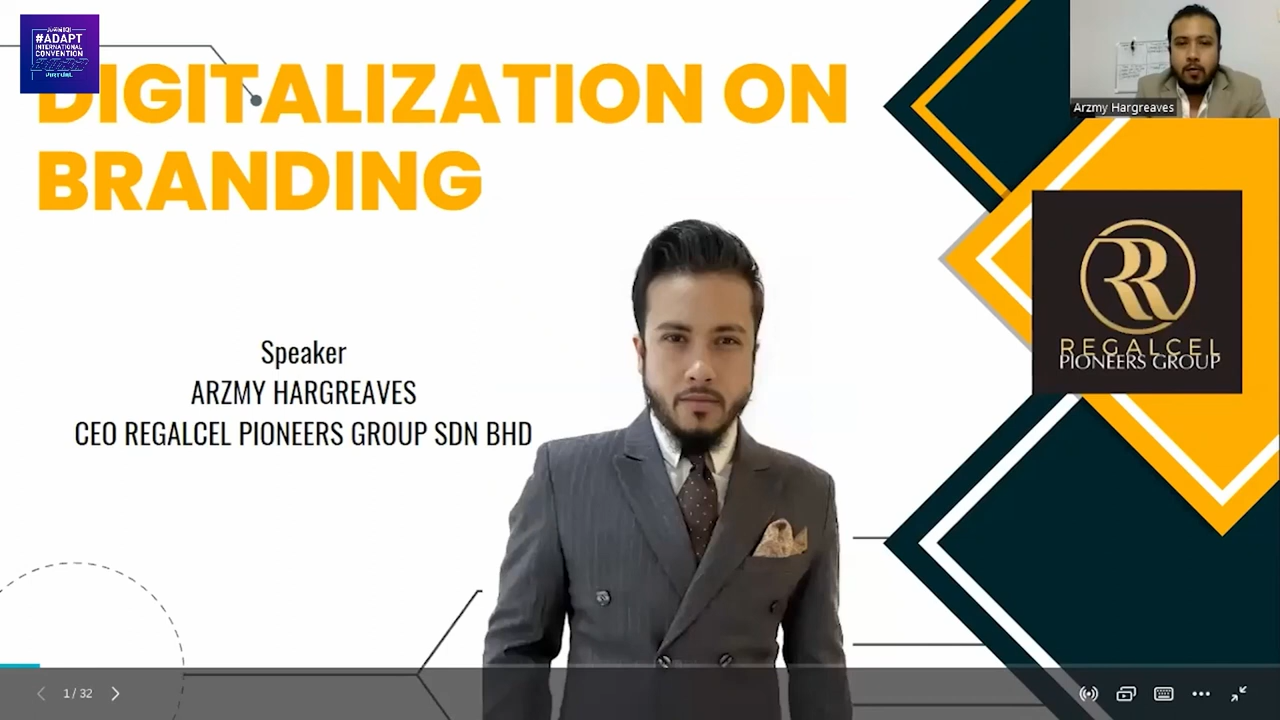 #ADAPT
INTERNATIONAL
CONVENTION
VIRTUAL
DIGITALIZATION ON
BRANDING
Speaker
ARZMY HARGREAVES
CEO REGALCEL PIONEERS GROUP SDN BHD
Arzmy Hargreaves
REGALCEL
PIONEERS GROUP
1 / 32